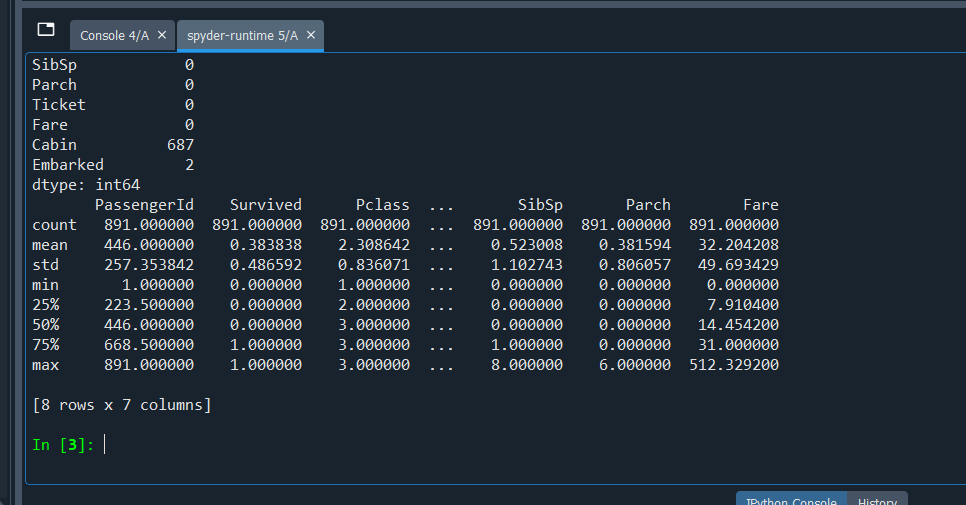 Console 4/A × spyder-runtime 5/A ×
SibSp 0
Parch 0
Ticket 0
Fare 0
Cabin 687
Embarked 2
dtype: int64
PassengerId Survived Pclass ... SibSp Parch Fare
count 891.000000 891.000000 891.000000 ... 891.000000 891.000000 891.000000
mean 446.000000 0.383838 2.308642 ... 0.523008 0.381594 32.204208
std 257.353842 0.486592 0.836071 ... 1.102743 0.806057 49.693429
min 1.000000 0.000000 1.000000 ... 0.000000 0.000000 0.000000
25% 223.500000 0.000000 2.000000 ... 0.000000 0.000000 7.910400
50% 446.000000 0.000000 3.000000 ... 0.000000 0.000000 14.454200
75% 668.500000 1.000000 3.000000 ... 1.000000 0.000000 31.000000
max 891.000000 1.000000 3.000000 ... 8.000000 6.000000 512.329200
[8 rows x 7 columns]
In [3]:
IPython Console History